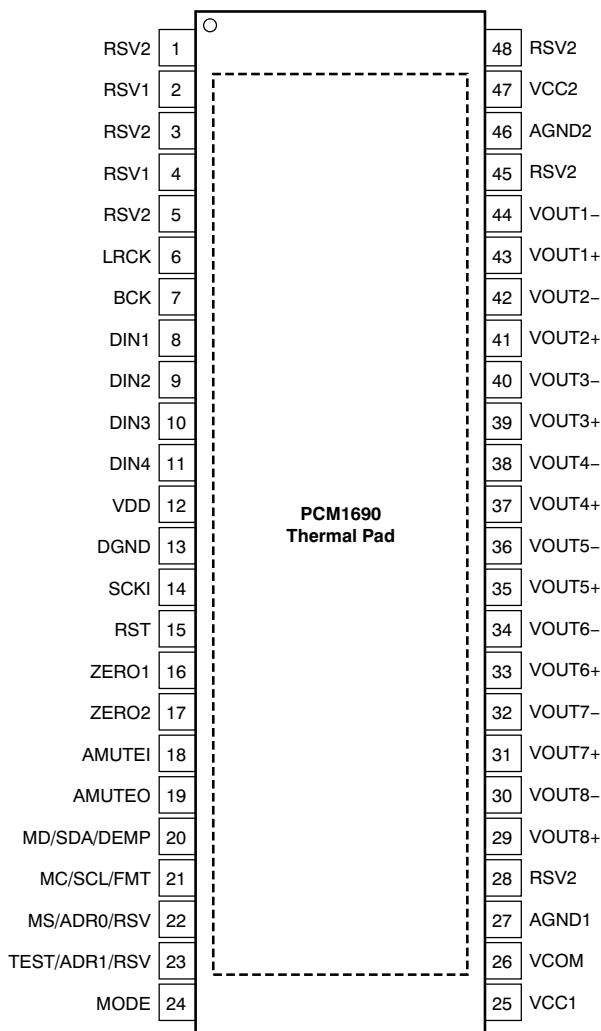 RSV2 1 48 RSV2
RSV1 2 47 VCC2
RSV2 3 46 AGND2
RSV1 4 45 RSV2
RSV2 5 44 VOUT1−
LRCK 6 43 VOUT1+
BCK 7 42 VOUT2−
DIN1 8 41 VOUT2+
DIN2 9 40 VOUT3−
DIN3 10 39 VOUT3+
DIN4 11 38 VOUT4−
VDD 12 37 VOUT4+
PCM1690
Thermal Pad
DGND 13 36 VOUT5−
SCKI 14 35 VOUT5+
RST 15 34 VOUT6−
ZERO1 16 33 VOUT6+
ZERO2 17 32 VOUT7−
AMUTEI 18 31 VOUT7+
AMUTEO 19 30 VOUT8−
MD/SDA/DEMP 20 29 VOUT8+
MC/SCL/FMT 21 28 RSV2
MS/ADR0/RSV 22 27 AGND1
TEST/ADR1/RSV 23 26 VCOM
MODE 24 25 VCC1